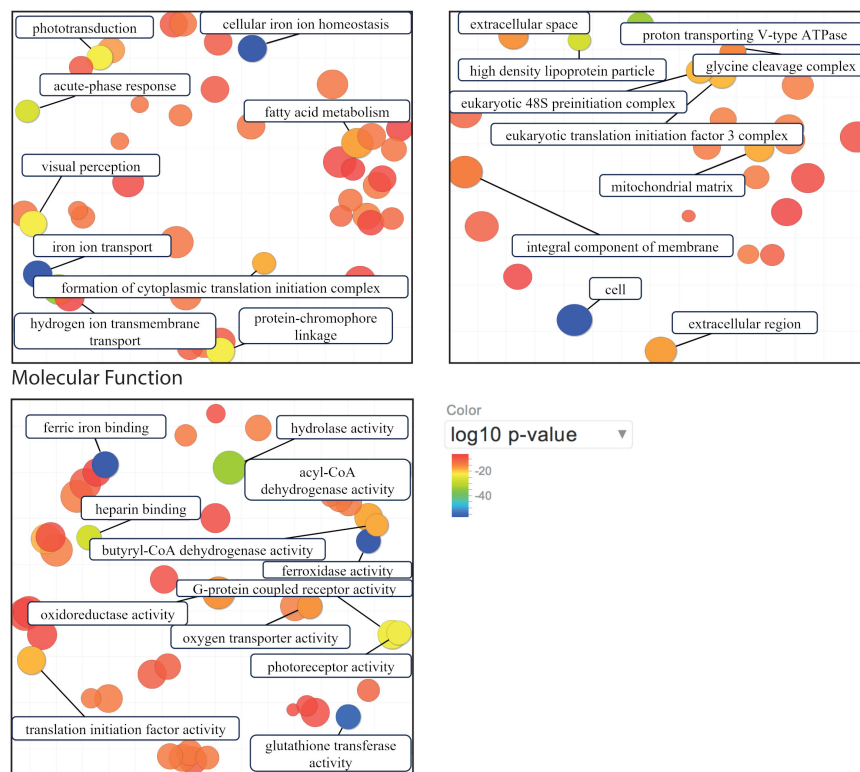 phototransduction
cellular iron ion homeostasis
acute-phase response
fatty acid metabolism
visual perception
iron ion transport
formation of cytoplasmic translation initiation complex
hydrogen ion transmembrane
transport
protein-chromophore
linkage
extracellular space
proton transporting V-type ATPase
high density lipoprotein particle
glycine cleavage complex
eukaryotic 48S preinitiation complex
eukaryotic translation initiation factor 3 complex
mitochondrial matrix
integral component of membrane
cell
extracellular region
Molecular Function
ferric iron binding
hydrolase activity
acyl-CoA
dehydrogenase activity
heparin binding
butyryl-CoA dehydrogenase activity
ferroxidase activity
G-protein coupled receptor activity
oxidoreductase activity
oxygen transporter activity
photoreceptor activity
translation initiation factor activity
glutathione transferase
activity
Color
log10 p-value
-20
-40